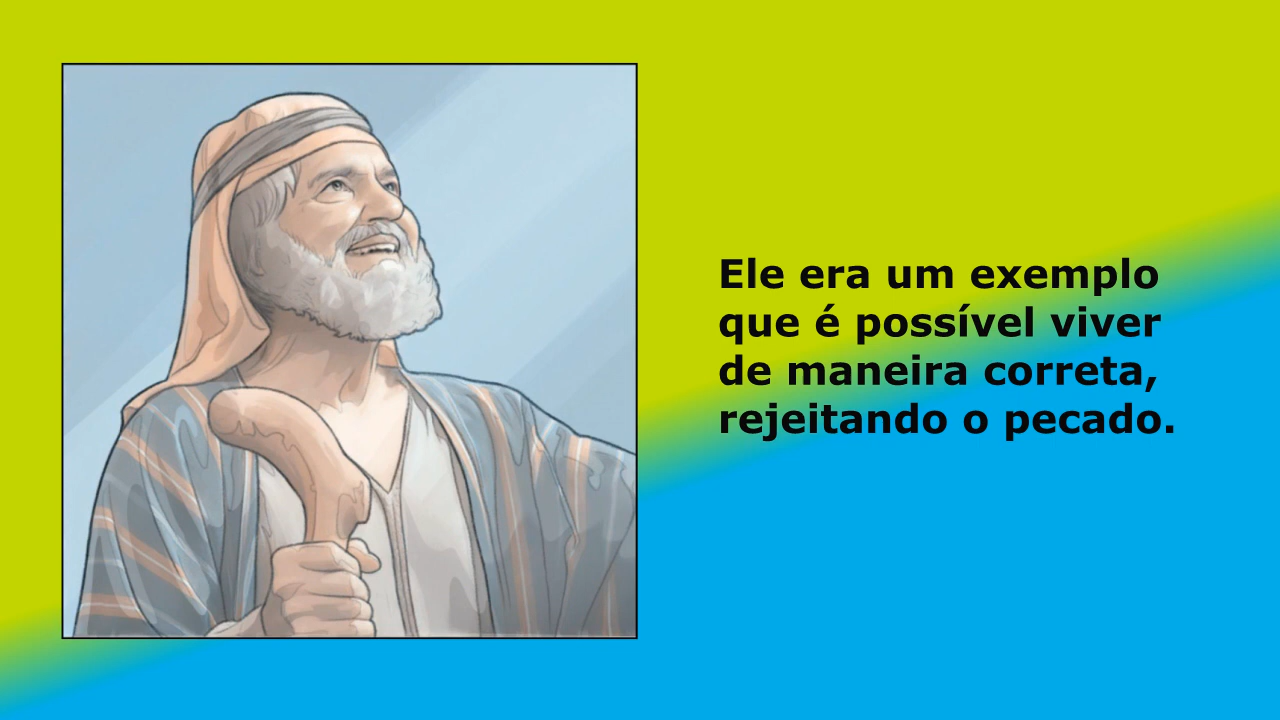 Ele era um exemplo
que é possível viver
de maneira correta,
rejeitando o pecado.